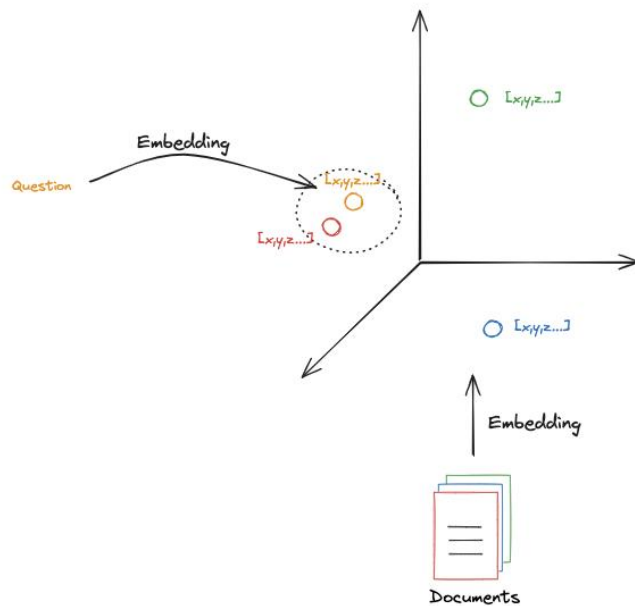 [x,y,z...]
Embedding
Question
[x,y,z...]
[x,y,z...]
[x,y,z...]
Embedding
Documents